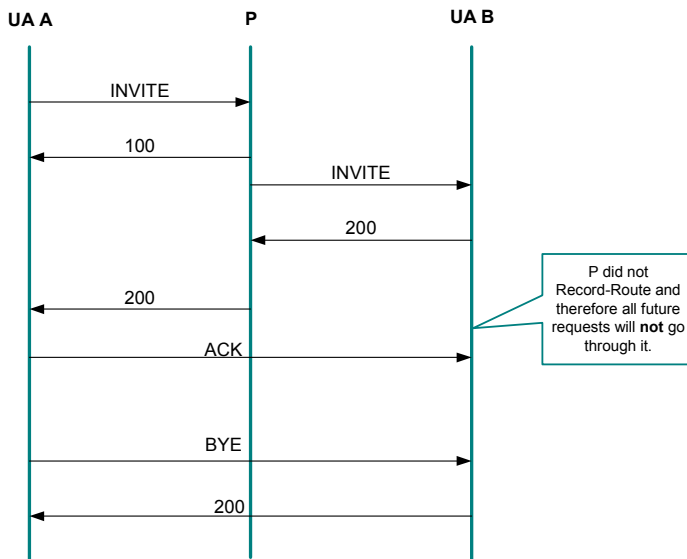 UA A
P
UA B
INVITE
100
INVITE
200
200
ACK
BYE
200
P did not
Record-Route and
therefore all future
requests will not go
through it.